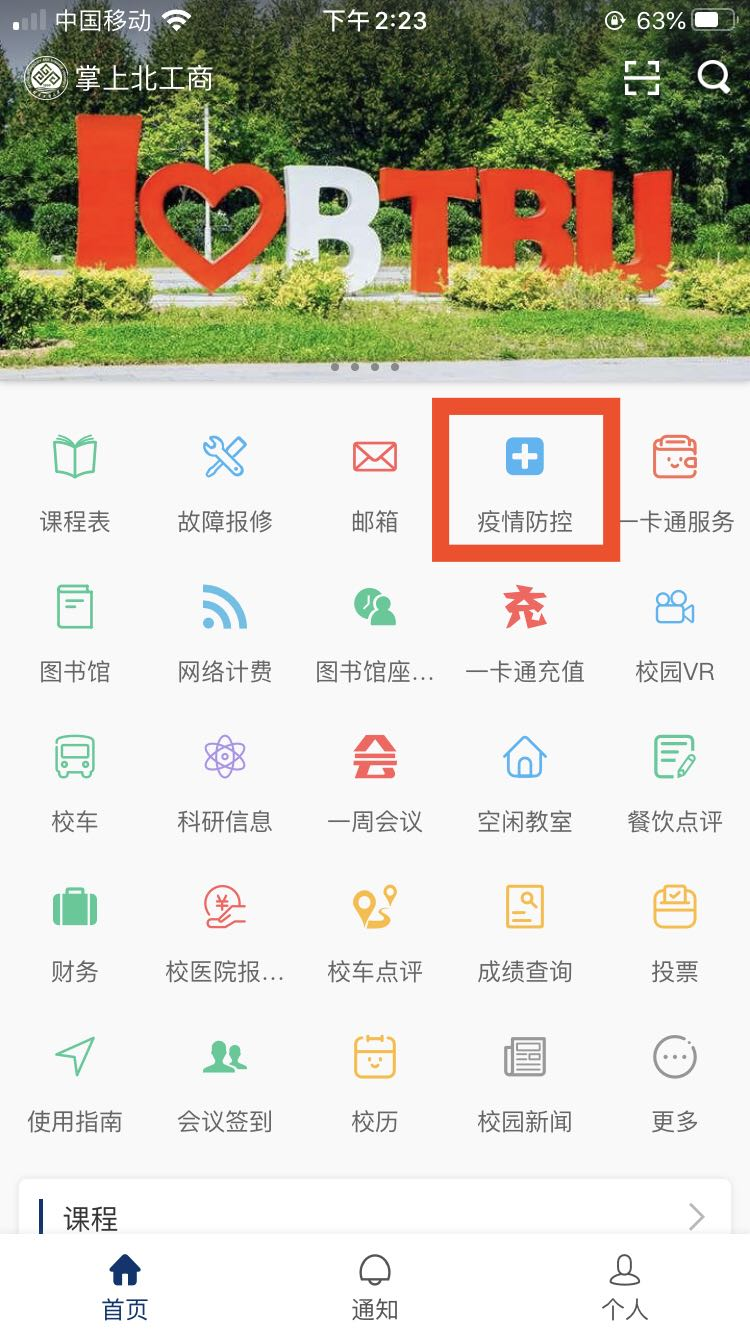 中国移动 下午2:23 63%
掌上北工商
I BTBU
课程表 故障报修 邮箱 疫情防控 一卡通服务
图书馆 网络计费 图书馆座… 一卡通充值 校园VR
校车 科研信息 一周会议 空闲教室 餐饮点评
财务 校医院报… 校车点评 成绩查询 投票
使用指南 会议签到 校历 校园新闻 更多
课程
首页 通知 个人